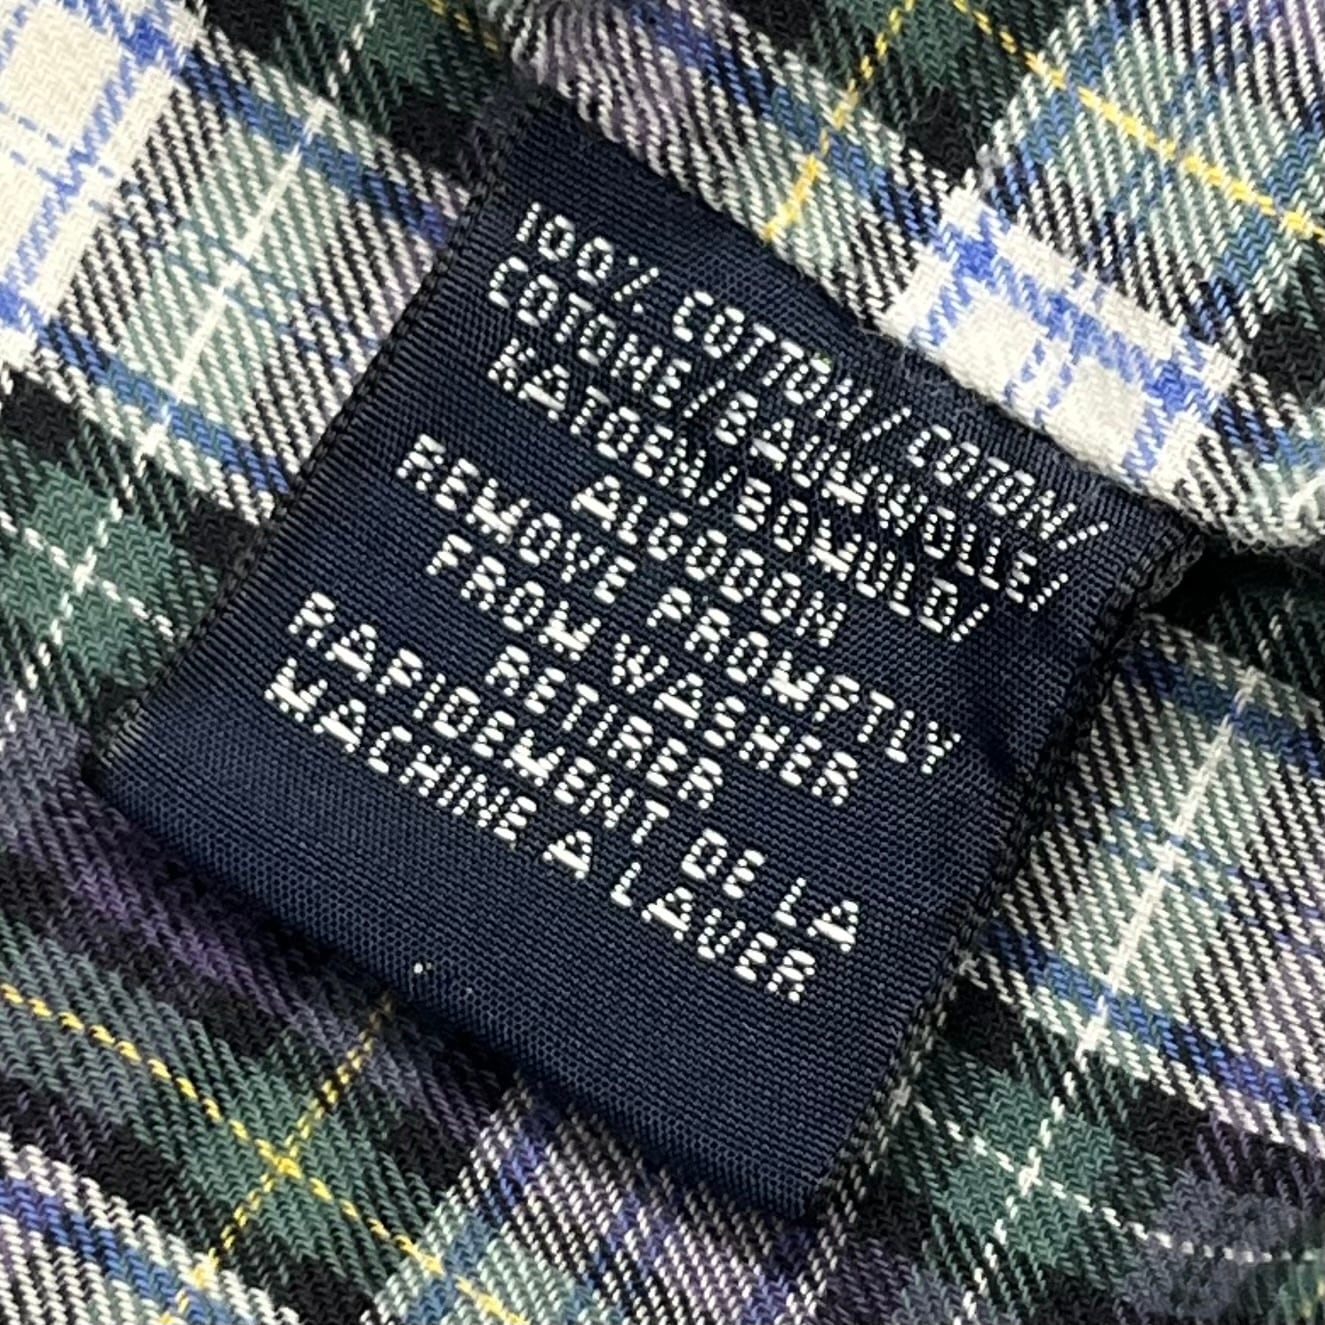 100% COTTON/COTON/
COTONE/BAUMWOLLE/
KATOEN/BOMULD/
ALGODON
REMOVE PROMPTLY
FROM WASHER
RETIRER
RAPIDEMENT DE LA
MACHINE A LAVER